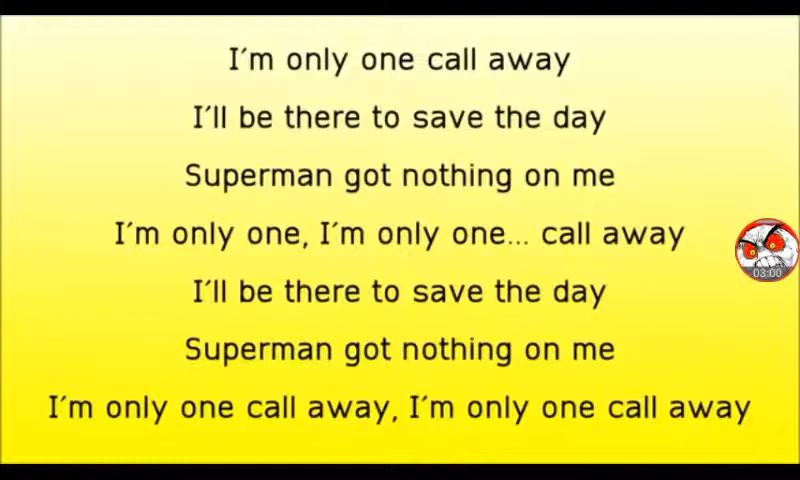 I'm only one call away
I'll be there to save the day
Superman got nothing on me
I'm only one, I'm only one... call away
03:00
I'll be there to save the day
Superman got nothing on me
I'm only one call away, I'm only one call away